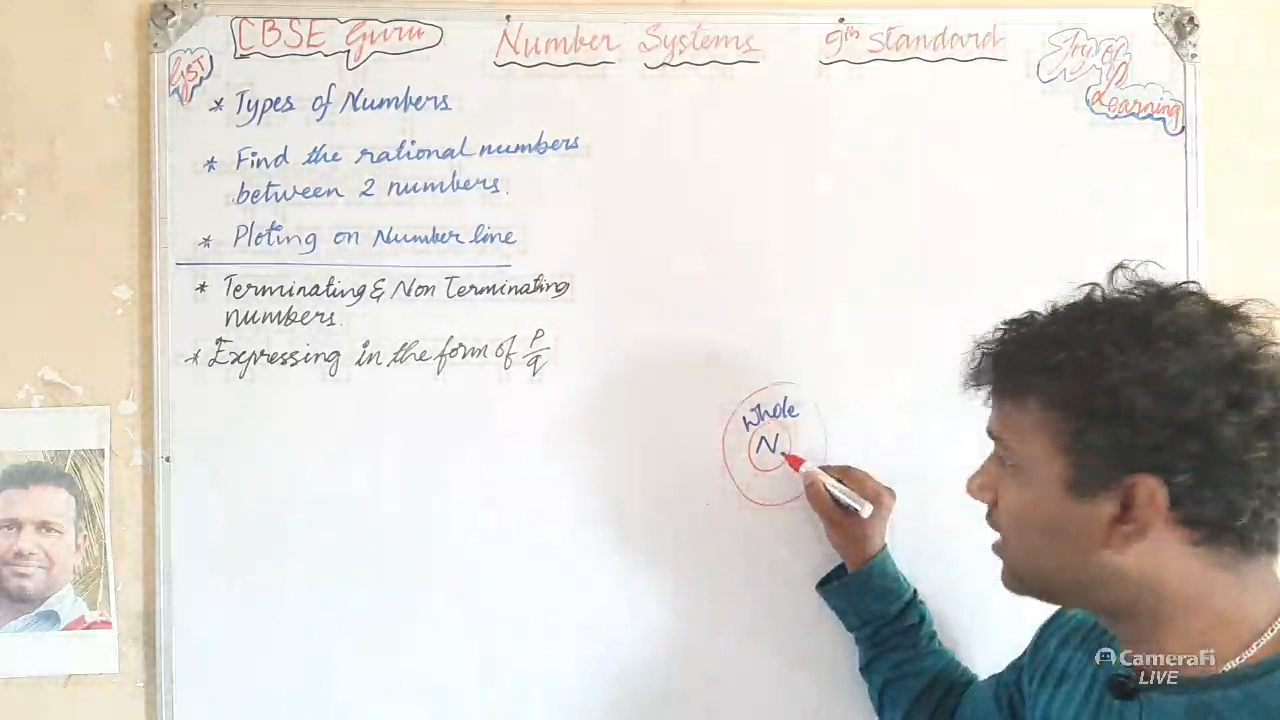 CBSE Guru
Number Systems
9th Standard
GST
Joy of
Learning
* Types of Numbers
* Find the rational numbers
between 2 numbers.
* Ploting on Number line
* Terminating & Non Terminating
numbers.
* Expressing in the form of P/q
Whole
N
CameraFi
LIVE